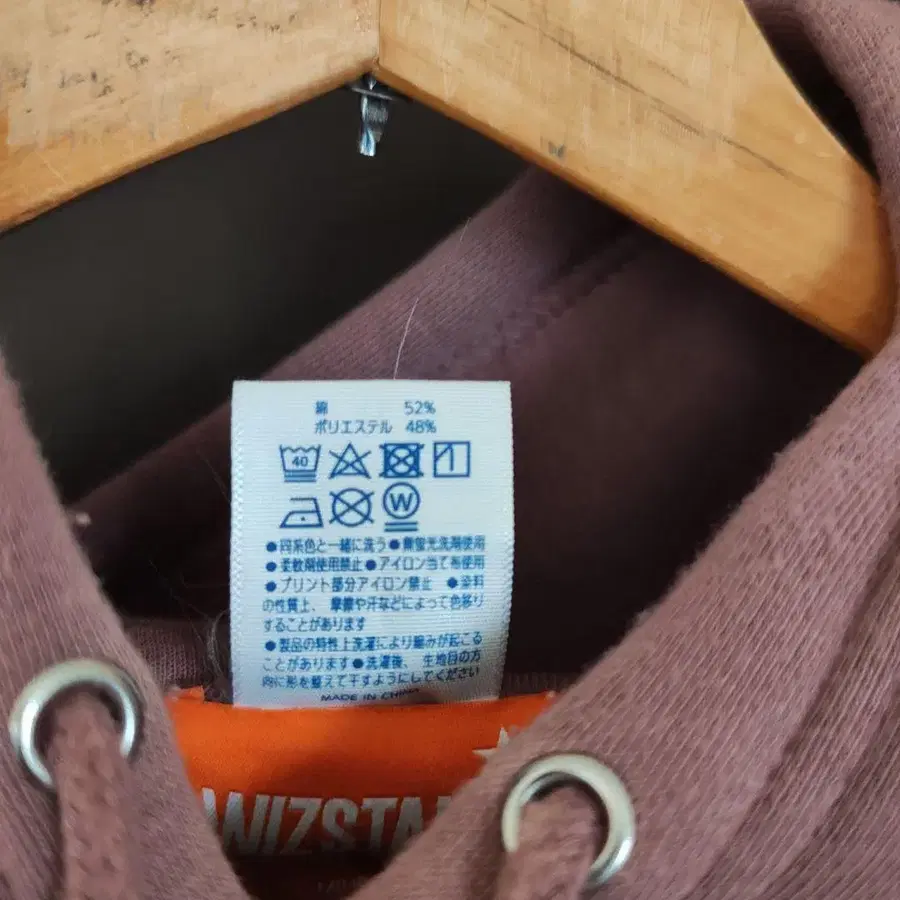 綿 52%
ポリエステル 48%
40
W
●同系色と一緒に洗う●無蛍光洗剤使用
●柔軟剤使用禁止●アイロン当て布使用
●プリント部分アイロン禁止 ●染料
の性質上、摩擦や汗などによって色移り
することがあります
●製品の特性上洗濯により縮みが起こる
ことがあります●洗濯後、生地目の方
向に形を整えて干すようにしてください
MADE IN CHINA
WIZSTA